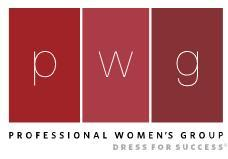 p w g
PROFESSIONAL WOMEN'S GROUP
DRESS FOR SUCCESS®